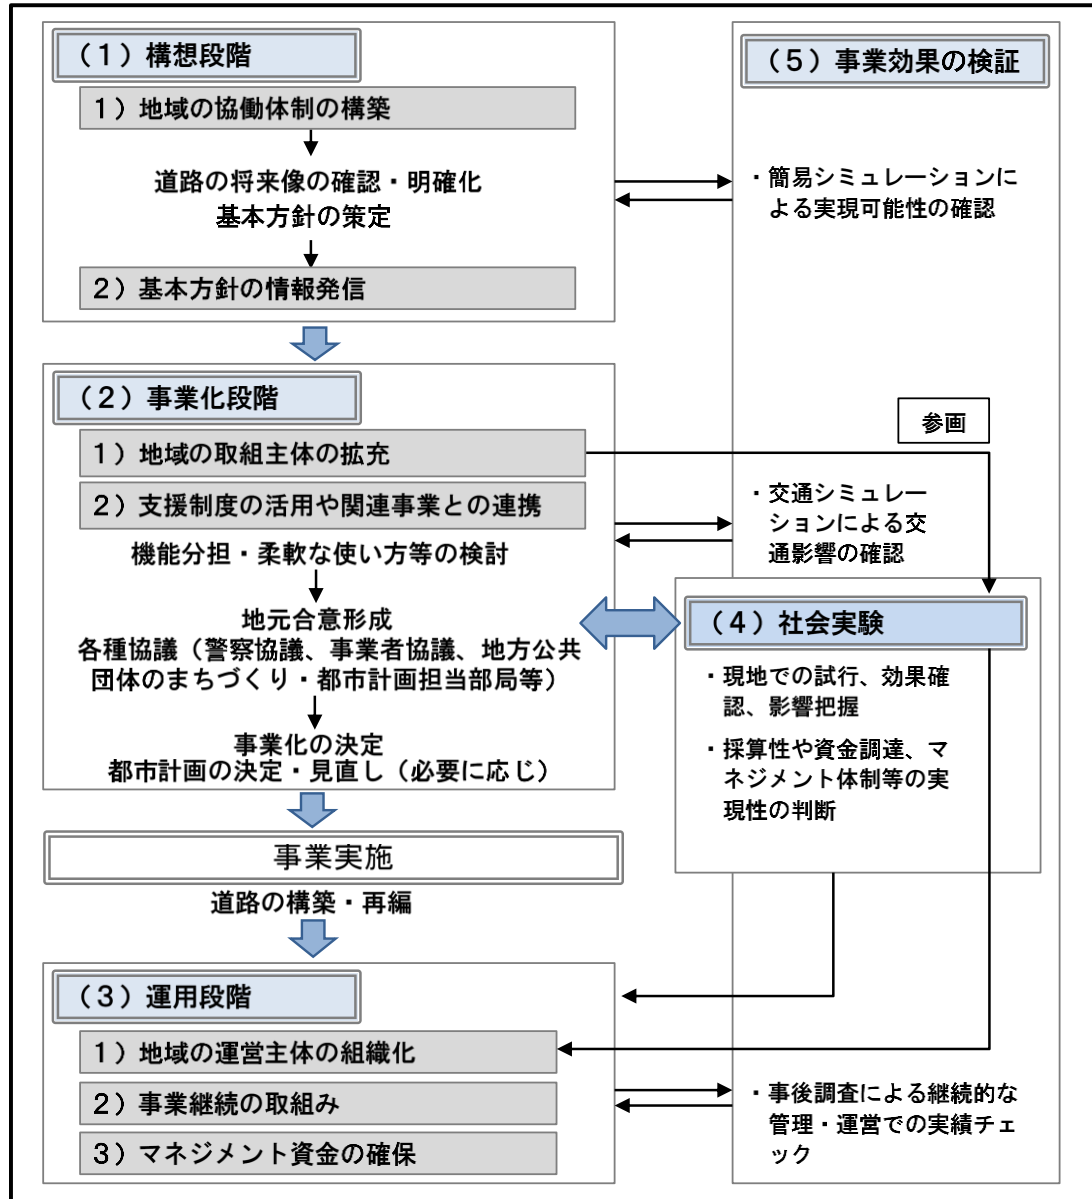 （１）構想段階
１）地域の協働体制の構築
道路の将来像の確認・明確化
基本方針の策定
２）基本方針の情報発信
（２）事業化段階
１）地域の取組主体の拡充
２）支援制度の活用や関連事業との連携
機能分担・柔軟な使い方等の検討
地元合意形成
各種協議（警察協議、事業者協議、地方公共
団体のまちづくり・都市計画担当部局等）
事業化の決定
都市計画の決定・見直し（必要に応じ）
事業実施
道路の構築・再編
（３）運用段階
１）地域の運営主体の組織化
２）事業継続の取組み
３）マネジメント資金の確保
（５）事業効果の検証
・簡易シミュレーションに
よる実現可能性の確認
参画
・交通シミュレー
ションによる交
通影響の確認
（４）社会実験
・現地での試行、効果確
認、影響把握
・採算性や資金調達、マ
ネジメント体制等の実
現性の判断
・事後調査による継続的な
管理・運営での実績チェ
ック